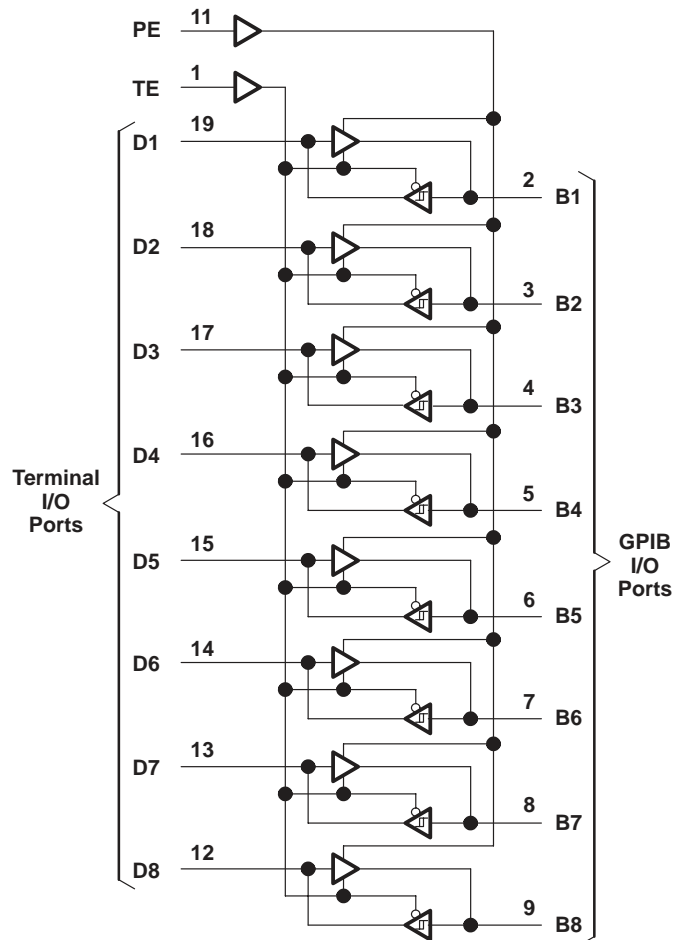 PE 11
TE 1
D1 19
2 B1
D2 18
3 B2
D3 17
4 B3
D4 16
5 B4
Terminal
I/O
Ports
D5 15
GPIB
I/O
Ports
6 B5
D6 14
7 B6
D7 13
8 B7
D8 12
9 B8